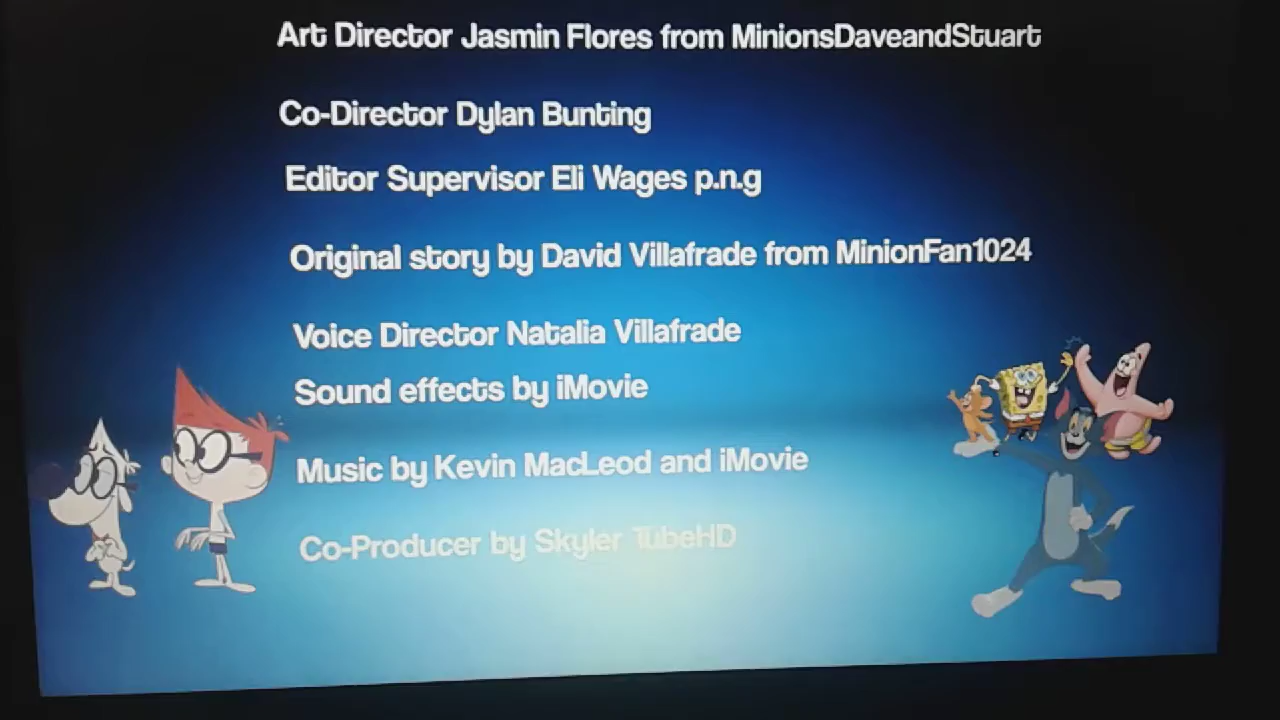 Art Director Jasmin Flores from MinionsDaveandStuart
Co-Director Dylan Bunting
Editor Supervisor Eli Wages p.n.g
Original story by David Villafrade from MinionFan1024
Voice Director Natalia Villafrade
Sound effects by iMovie
Music by Kevin MacLeod and iMovie
Co-Producer by Skyler TubeHD